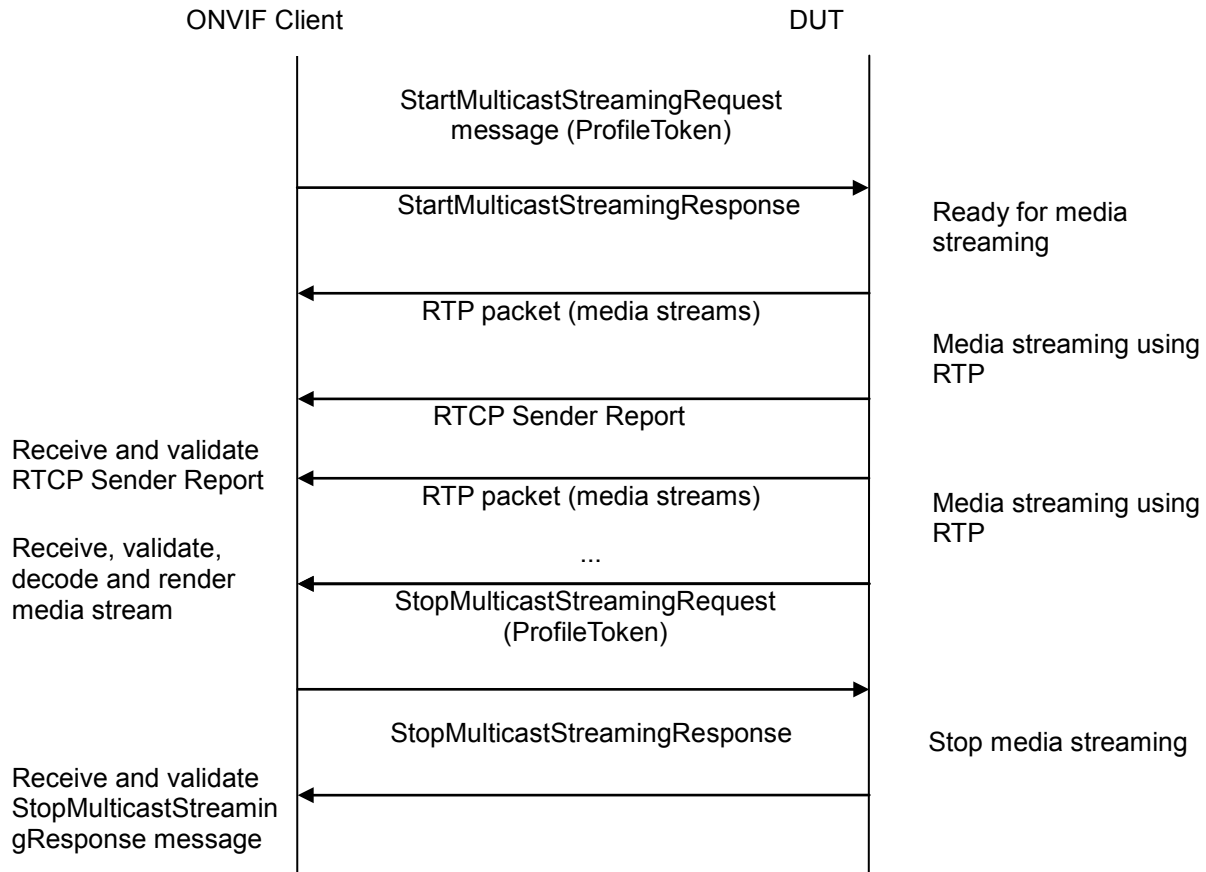 ONVIF Client
DUT
StartMulticastStreamingRequest
message (ProfileToken)
StartMulticastStreamingResponse
Ready for media
streaming
RTP packet (media streams)
Media streaming using
RTP
RTCP Sender Report
Receive and validate
RTCP Sender Report
RTP packet (media streams)
Media streaming using
RTP
Receive, validate,
decode and render
media stream
...
StopMulticastStreamingRequest
(ProfileToken)
StopMulticastStreamingResponse
Stop media streaming
Receive and validate
StopMulticastStreamin
gResponse message